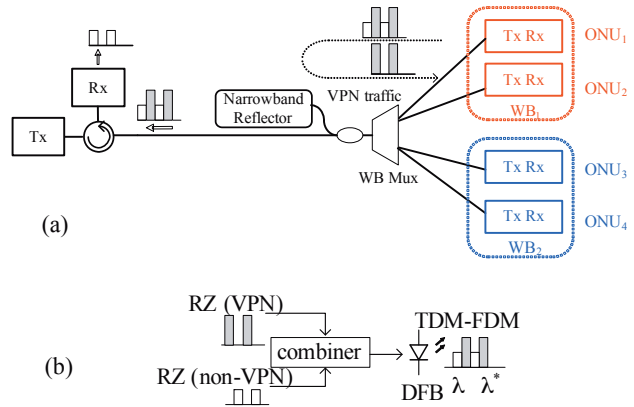 (a)
Rx
Tx
Narrowband
Reflector
VPN traffic
WB Mux
Tx Rx
ONU1
Tx Rx
ONU2
WB1
Tx Rx
ONU3
Tx Rx
ONU4
WB2
(b)
RZ (VPN)
combiner
RZ (non-VPN)
TDM-FDM
DFB
λ λ*